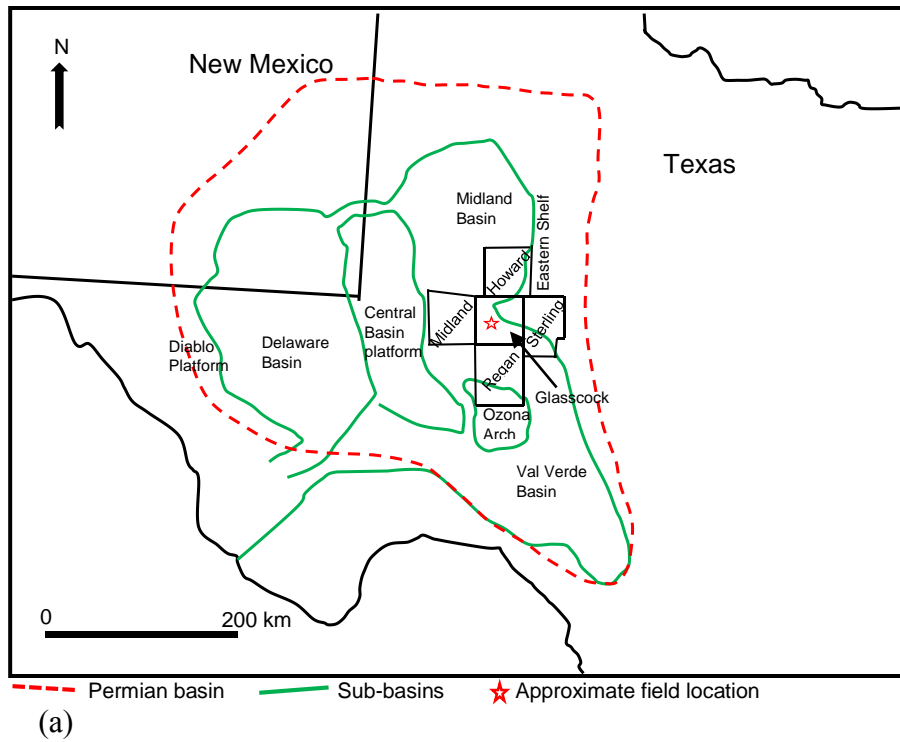 N
New Mexico
Texas
Midland
Basin
Eastern Shelf
Howard
Central
Basin
platform
Midland
Sterling
Diablo
Platform
Delaware
Basin
Regan
Glasscock
Ozona
Arch
Val Verde
Basin
0 200 km
Permian basin Sub-basins Approximate field location
(a)